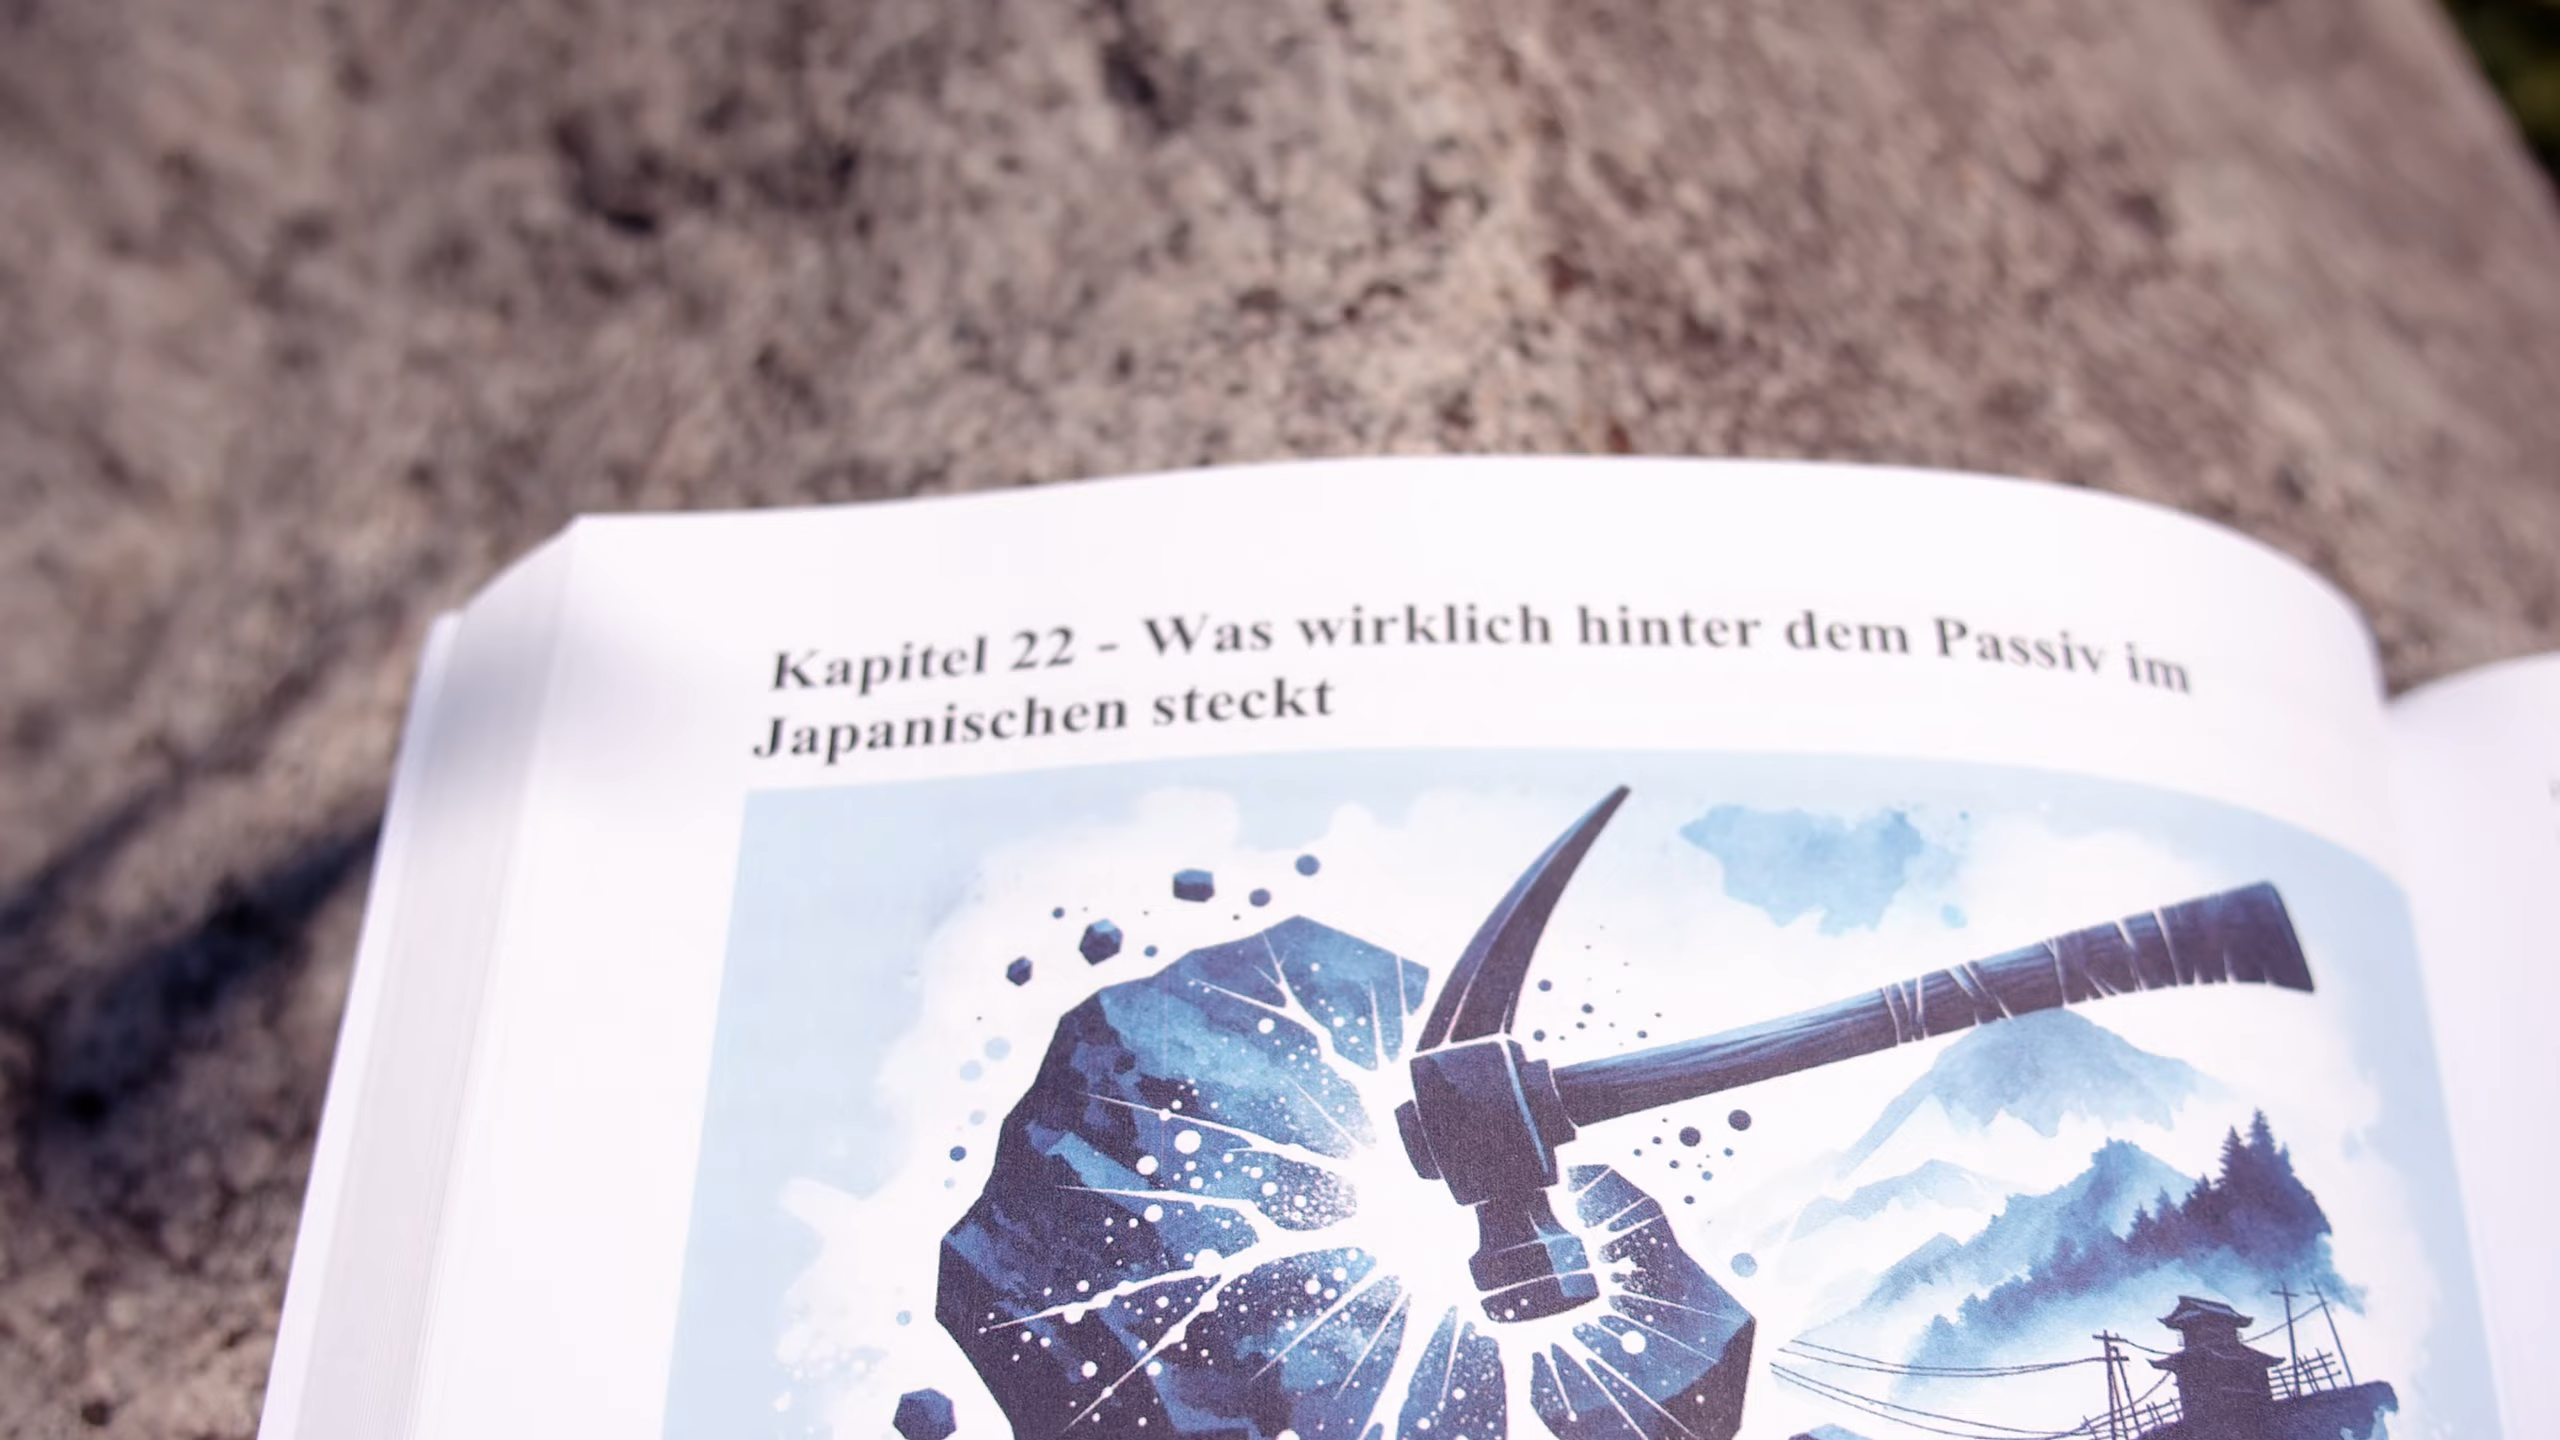 Kapitel 22 - Was wirklich hinter dem Passiv im
Japanischen steckt